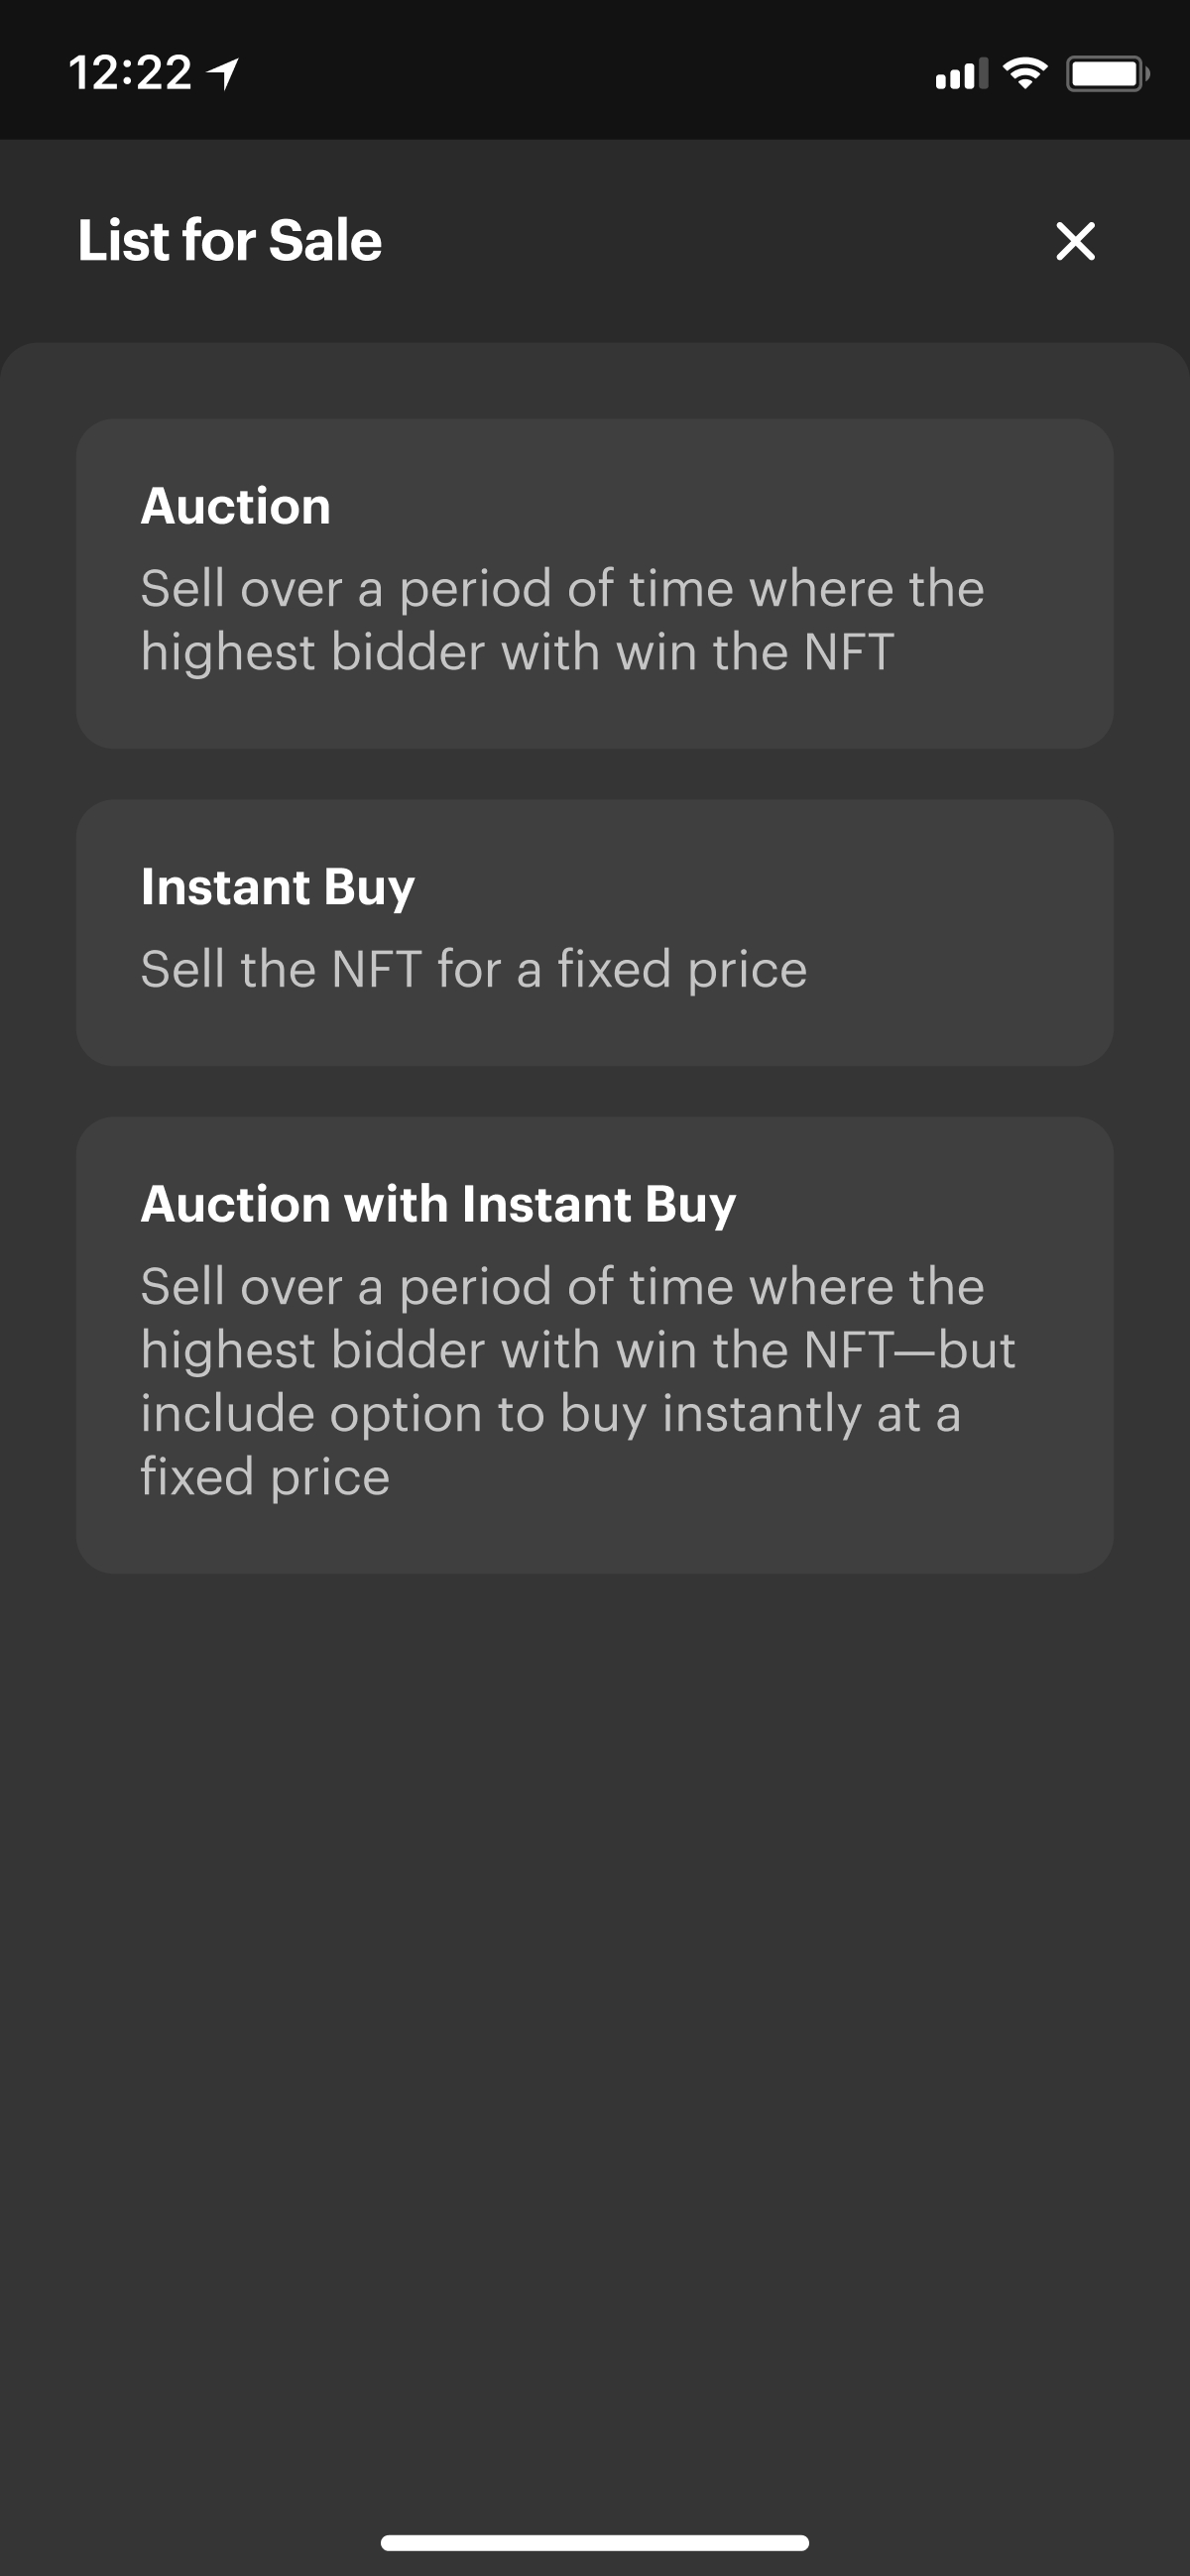 12:22
List for Sale
Auction
Sell over a period of time where the
highest bidder with win the NFT
Instant Buy
Sell the NFT for a fixed price
Auction with Instant Buy
Sell over a period of time where the
highest bidder with win the NFT—but
include option to buy instantly at a
fixed price